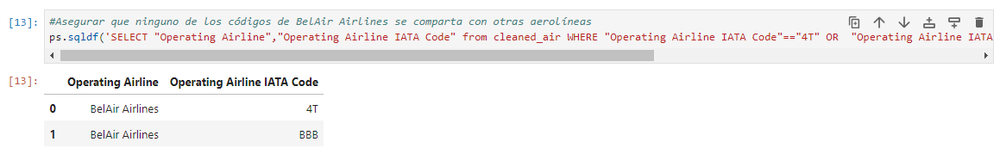 [13]: #Asegurar que ninguno de los códigos de BelAir Airlines se comparta con otras aerolíneas
ps.sqldf('SELECT "Operating Airline","Operating Airline IATA Code" from cleaned_air WHERE "Operating Airline IATA Code"=="4T" OR  "Operating Airline IATA
[13]: Operating Airline Operating Airline IATA Code
0 BelAir Airlines 4T
1 BelAir Airlines BBB